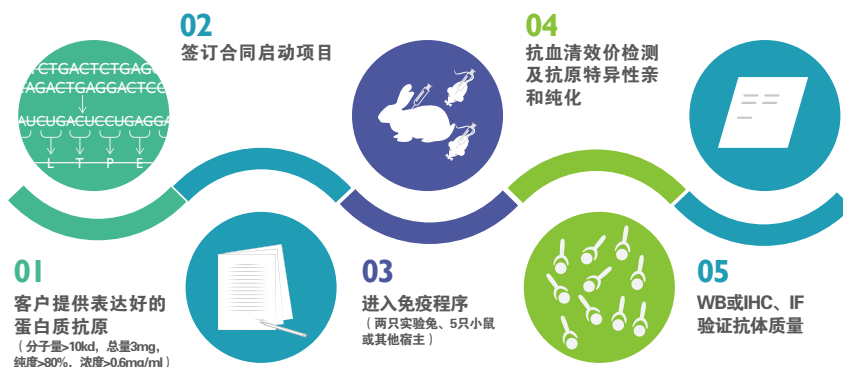 02
签订合同启动项目
04
抗血清效价检测
及抗原特异性亲
和纯化
CTGACTCTGAG
AGACTGAGGACTCC
AUCUGACUCCUGAGGA
L T P E
01
客户提供表达好的
蛋白质抗原
（分子量>10kd，总量3mg，
纯度>80%，浓度>0.6mg/ml）
03
进入免疫程序
（两只实验兔、5只小鼠
或其他宿主）
05
WB或IHC、IF
验证抗体质量